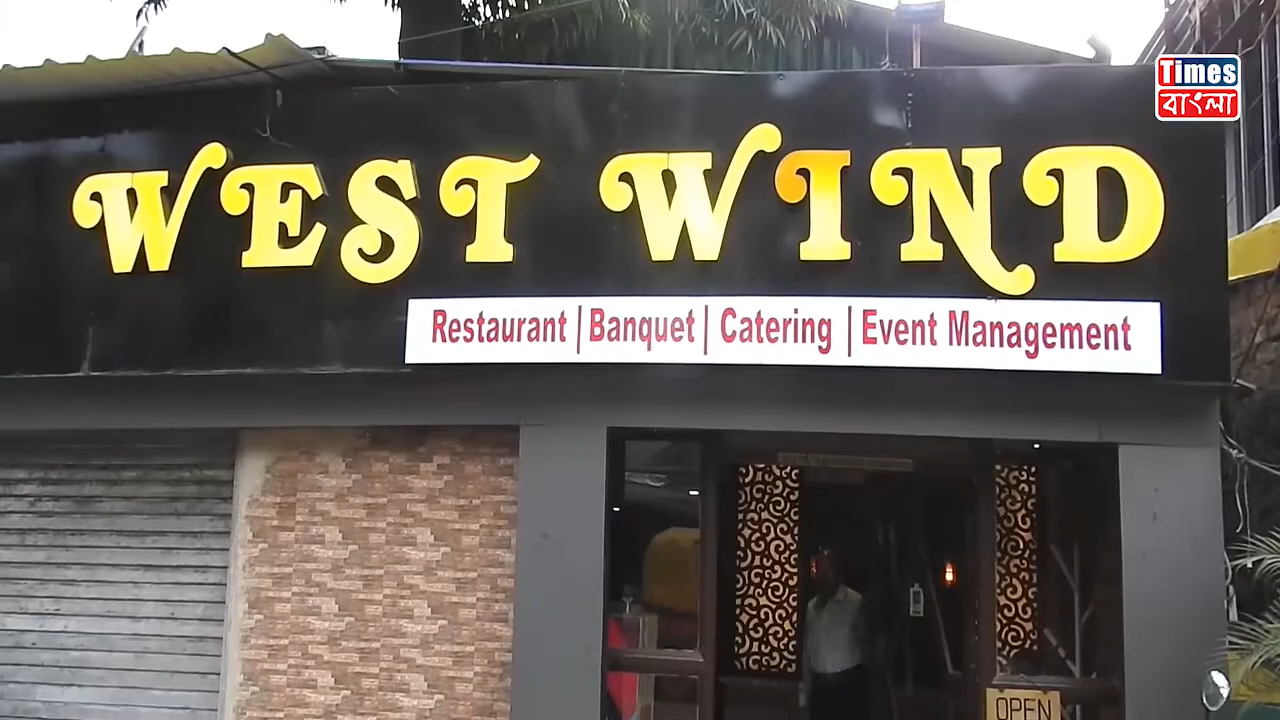 Times
বাংলা
WEST WIND
Restaurant | Banquet | Catering | Event Management
OPEN